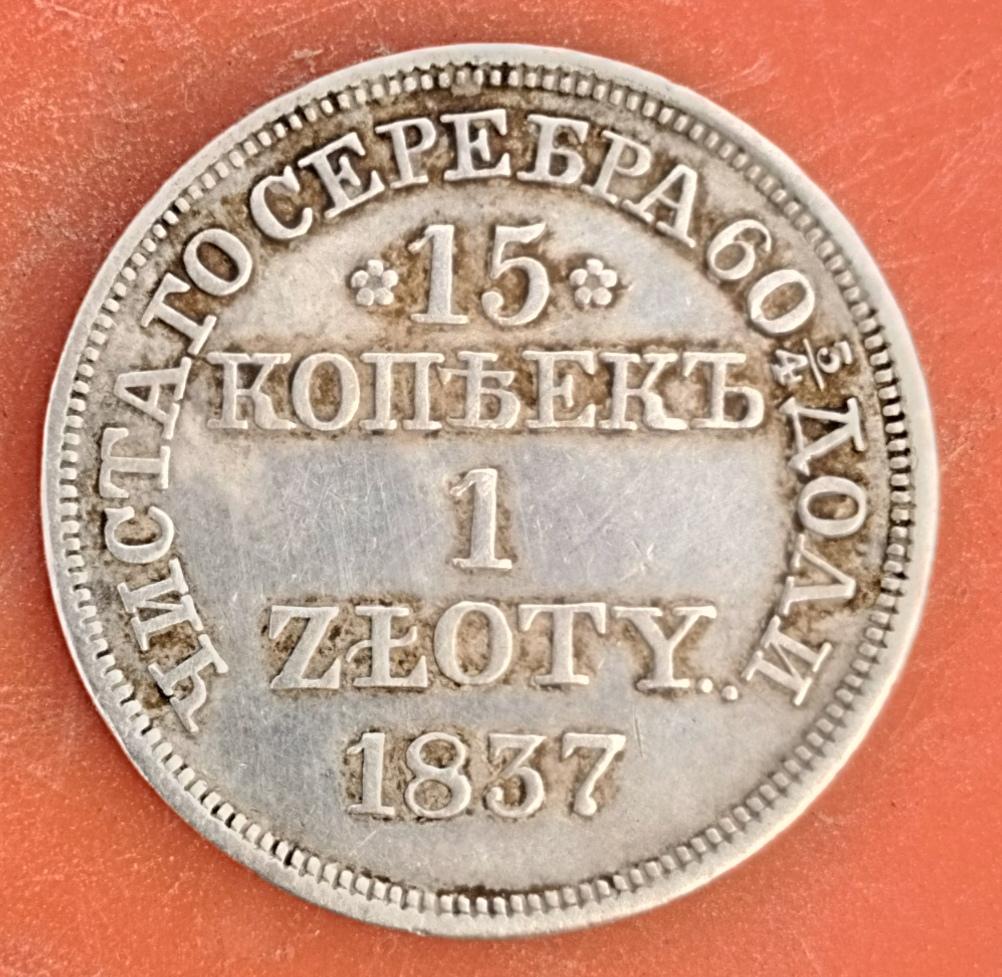 ЧИСТАГО СЕРЕБРА 60 3/4 ДОЛИ
15
КОПѢЕКЪ
1
ZŁOTY..
1837